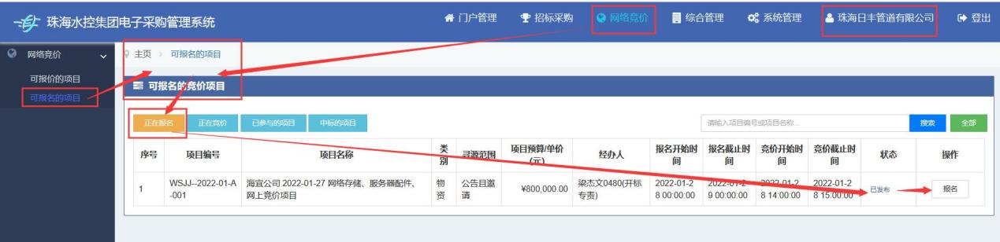 珠海水控集团电子采购管理系统
门户管理 招标采购 网络竞价 综合管理 系统管理 珠海日丰管道有限公司 登出
网络竞价
可报价的项目
可报名的项目
主页 > 可报名的项目
可报名的竞价项目
正在报名 正在竞价 已参与的项目 中标的项目 请输入项目编号或项目名称... 搜索 全部
序号 项目编号 项目名称 类别 寻源范围 项目预算/单价(元) 经办人 报名开始时间 报名截止时间 竞价开始时间 竞价截止时间 状态 操作
1 WSJJ--2022-01-A-001 海宜公司 2022-01-27 网络存储、服务器配件、网上竞价项目 物资 公告且邀请 ¥800,000.00 梁杰文0480(开标专责) 2022-01-28 00:00:00 2022-01-29 00:00:00 2022-01-28 14:00:00 2022-01-28 15:00:00 已发布 报名